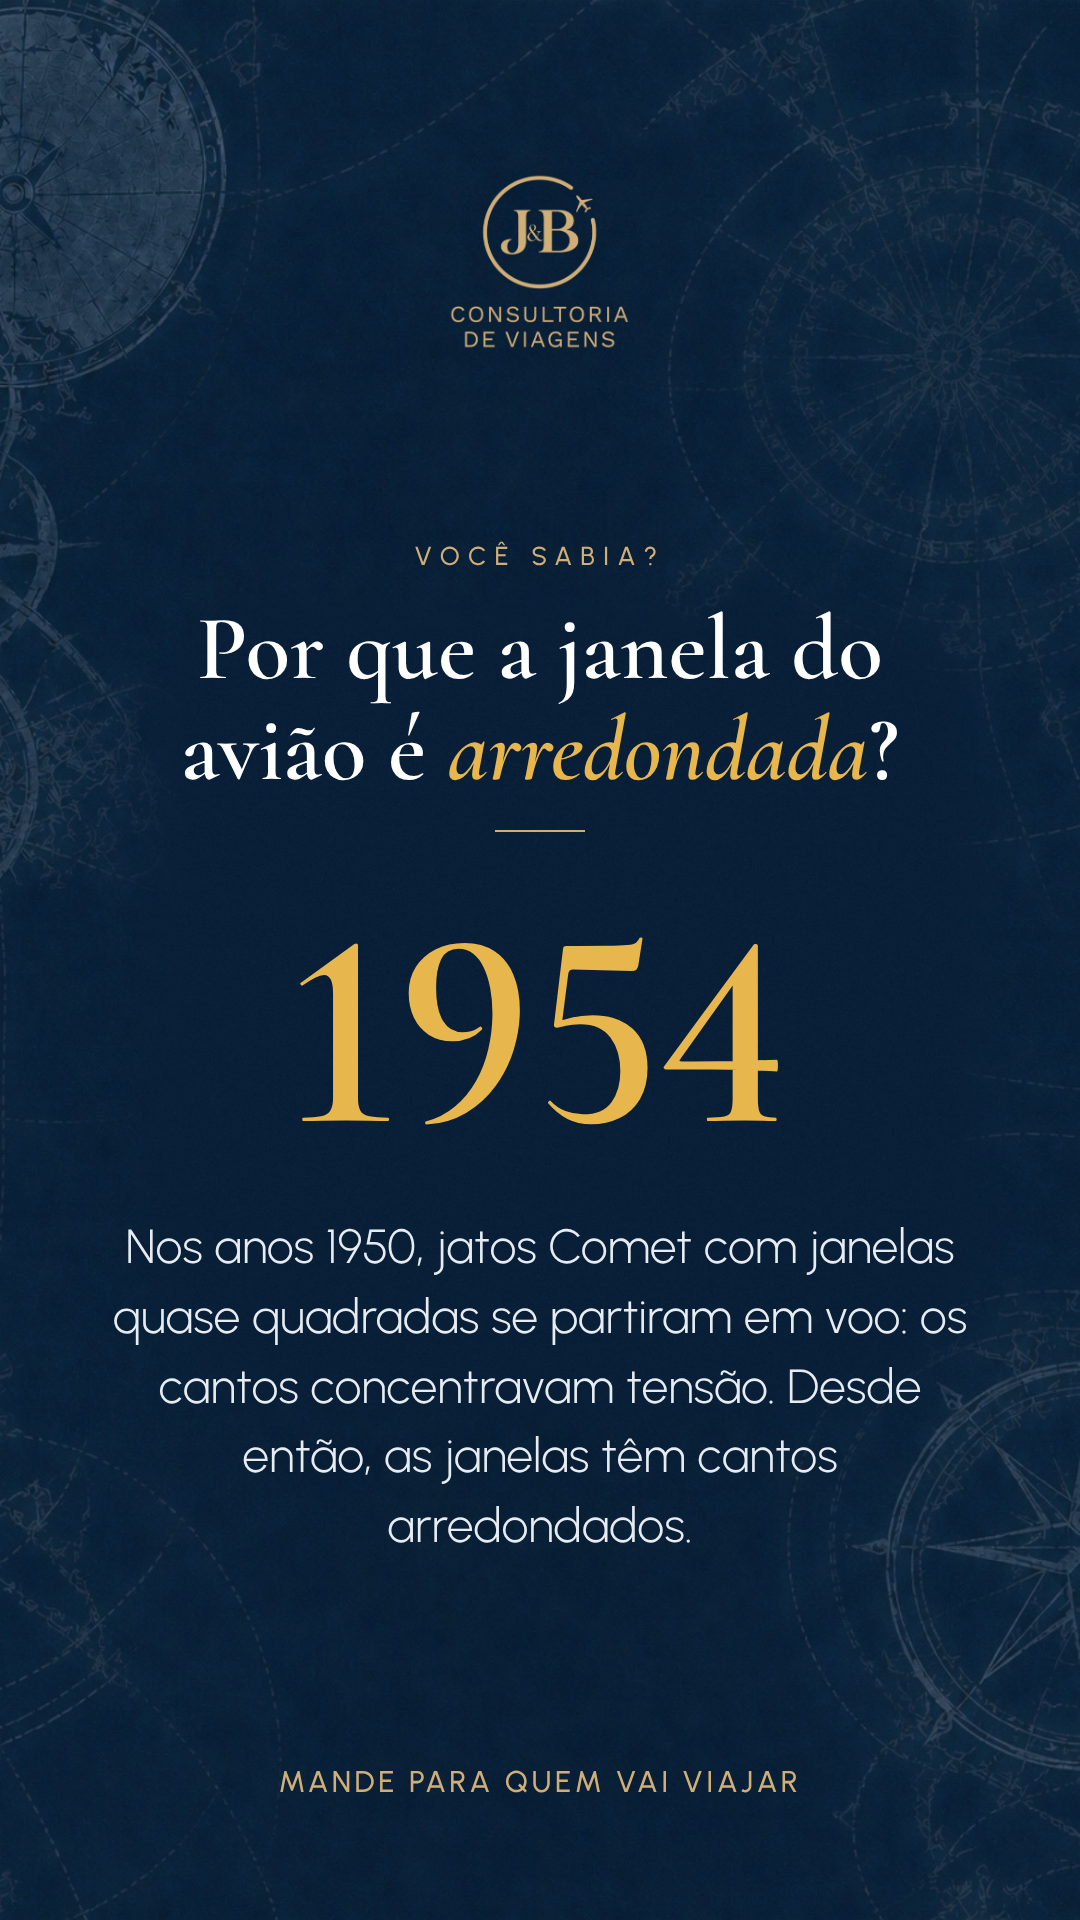 J&B
CONSULTORIA
DE VIAGENS
VOCÊ SABIA?
Por que a janela do
avião é arredondada?
1954
Nos anos 1950, jatos Comet com janelas
quase quadradas se partiram em voo: os
cantos concentravam tensão. Desde
então, as janelas têm cantos
arredondados.
MANDE PARA QUEM VAI VIAJAR